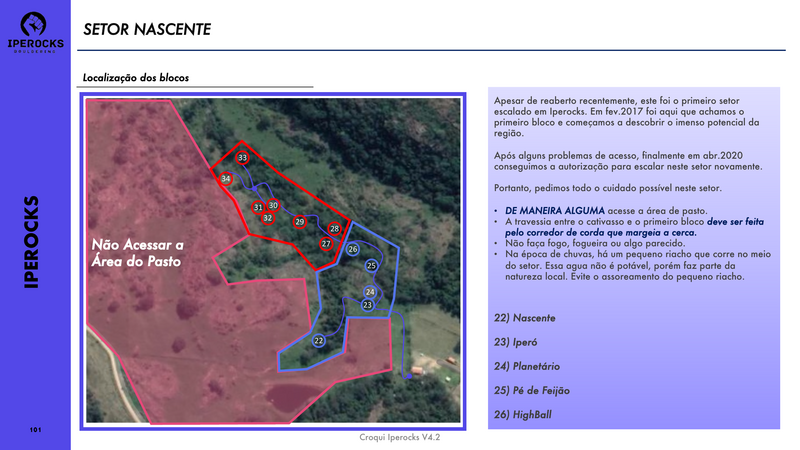 IPEROCKS
BOULDERING
SETOR NASCENTE
Localização dos blocos
33
34
31
30
32
29
28
27
26
25
24
23
22
Não Acessar a
Área do Pasto
Apesar de reaberto recentemente, este foi o primeiro setor
escalado em Iperocks. Em fev.2017 foi aqui que achamos o
primeiro bloco e começamos a descobrir o imenso potencial da
região.
Após alguns problemas de acesso, finalmente em abr.2020
conseguimos a autorização para escalar neste setor novamente.
Portanto, pedimos todo o cuidado possível neste setor.
• DE MANEIRA ALGUMA acesse a área de pasto.
• A travessia entre o cativasso e o primeiro bloco deve ser feita
pelo corredor de corda que margeia a cerca.
• Não faça fogo, fogueira ou algo parecido.
• Na época de chuvas, há um pequeno riacho que corre no meio
do setor. Essa agua não é potável, porém faz parte da
natureza local. Evite o assoreamento do pequeno riacho.
22) Nascente
23) Iperó
24) Planetário
25) Pé de Feijão
26) HighBall
IPEROCKS
101
Croqui Iperocks V4.2